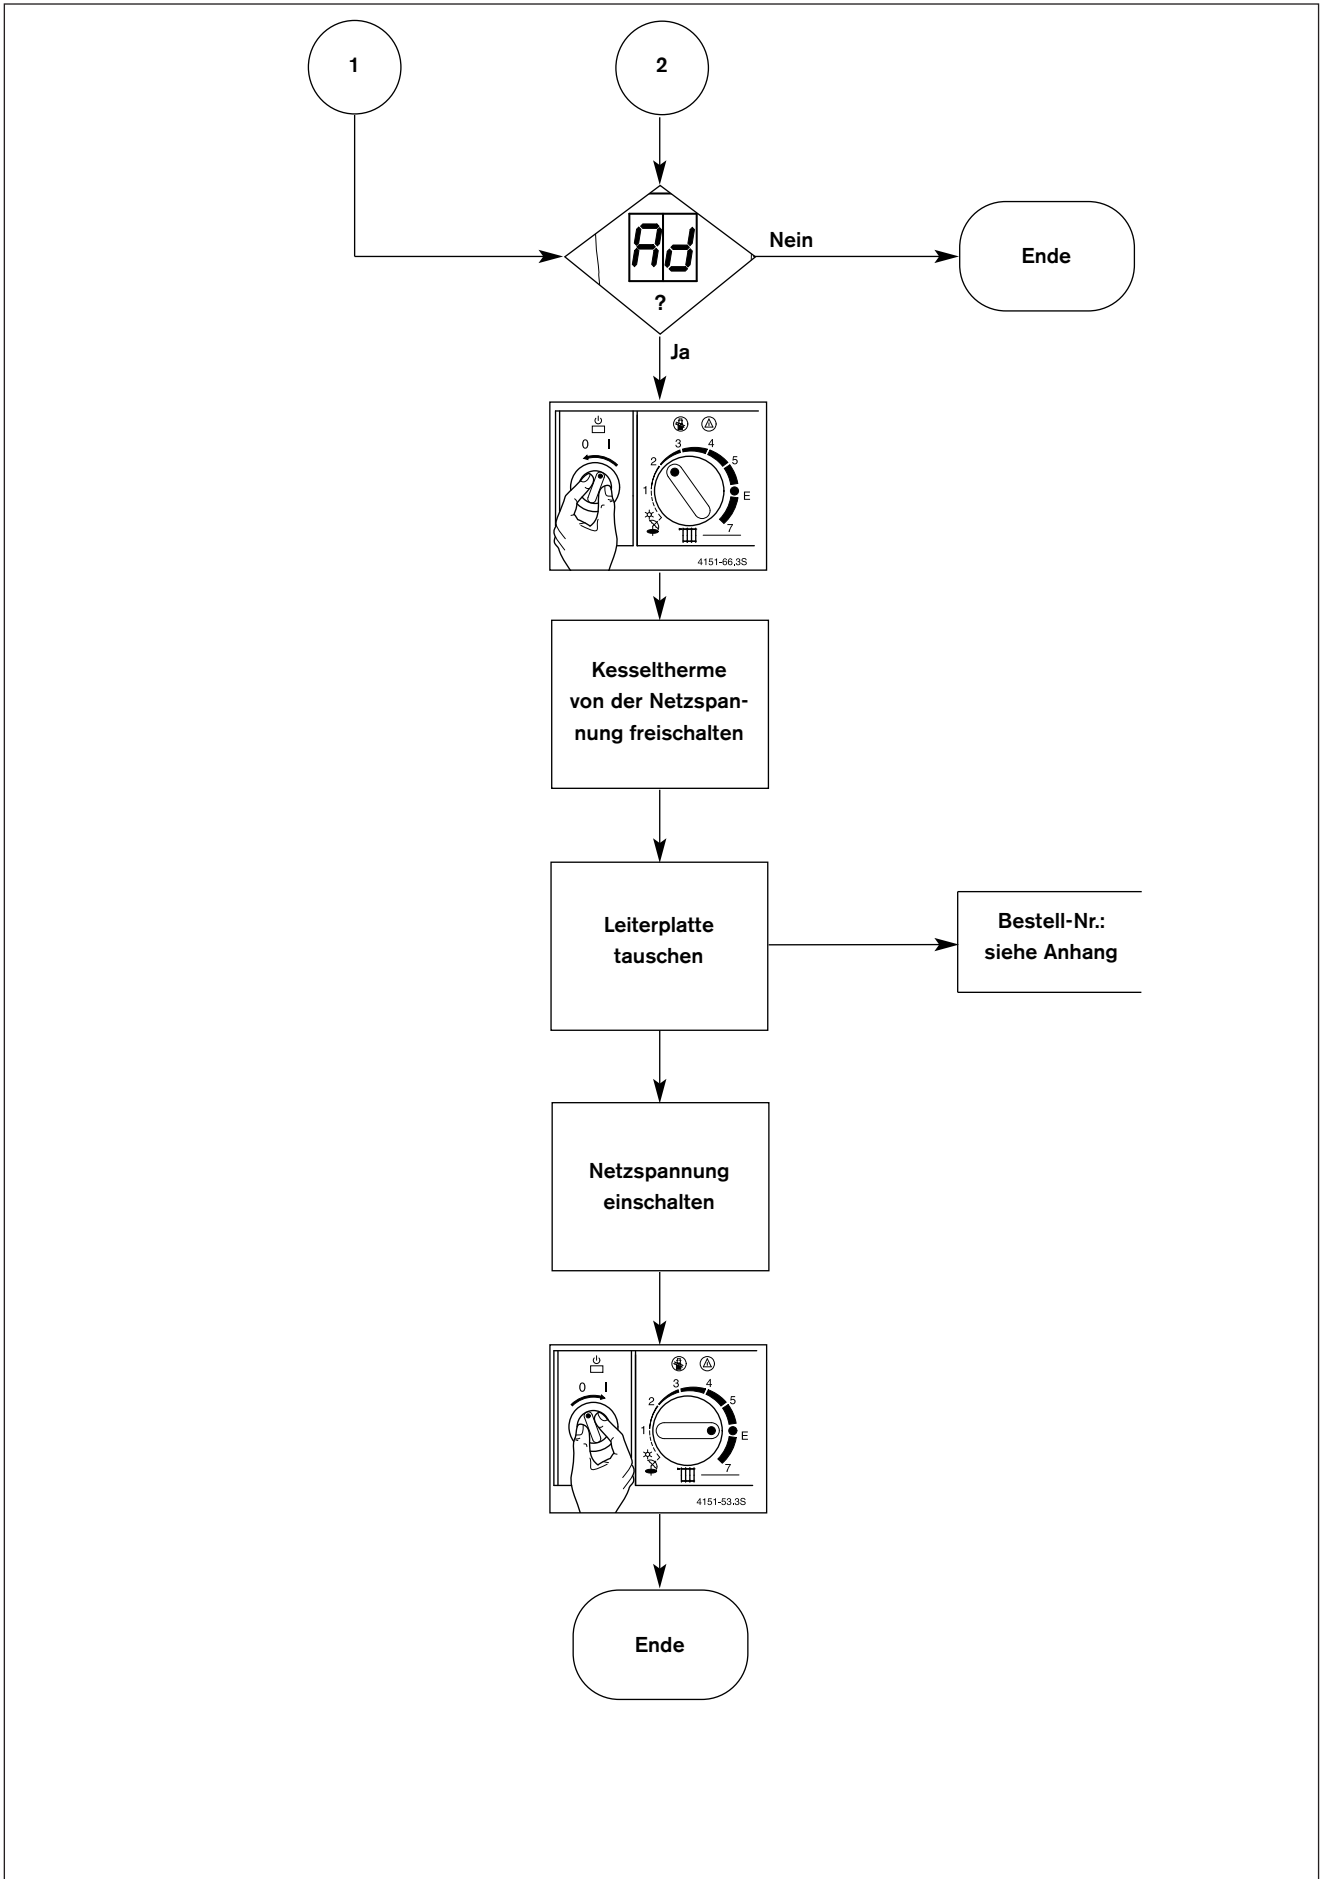 1
2
Ad
Nein
Ende
?
Ja
0 I
3 4
2 5
1 E
7
4151-66.3S
Kesseltherme
von der Netzspan-
nung freischalten
Leiterplatte
tauschen
Bestell-Nr.:
siehe Anhang
Netzspannung
einschalten
0 I
3 4
2 5
1 E
7
4151-53.3S
Ende